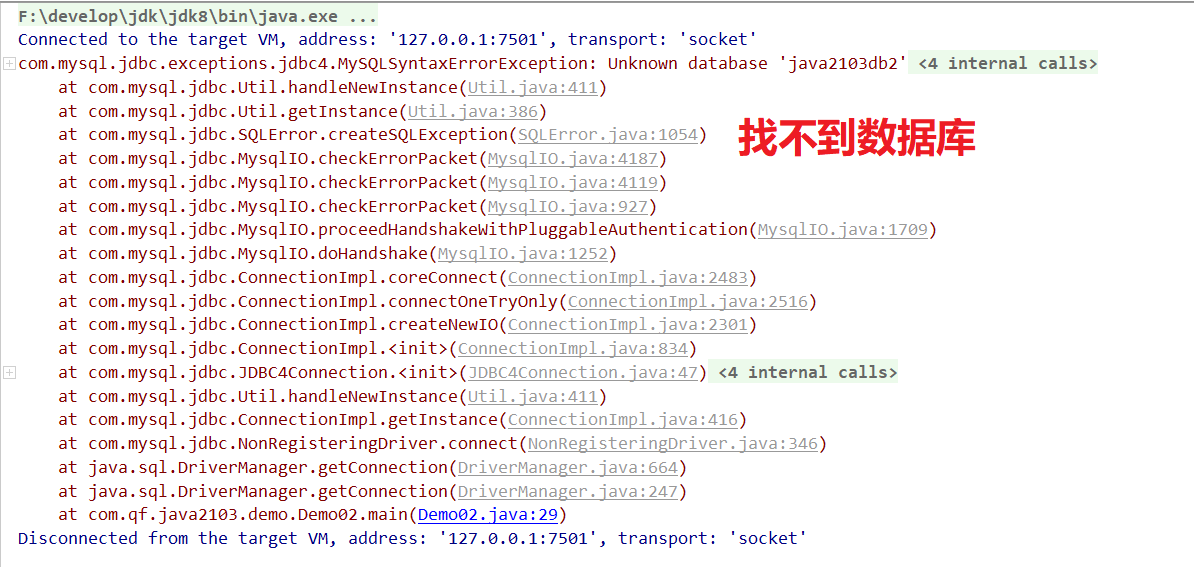 F:\develop\jdk\jdk8\bin\java.exe ...
Connected to the target VM, address: '127.0.0.1:7501', transport: 'socket'
com.mysql.jdbc.exceptions.jdbc4.MySQLSyntaxErrorException: Unknown database 'java2103db2' <4 internal calls>
at com.mysql.jdbc.Util.handleNewInstance(Util.java:411)
at com.mysql.jdbc.Util.getInstance(Util.java:386)
at com.mysql.jdbc.SQLError.createSQLException(SQLError.java:1054)
找不到数据库
at com.mysql.jdbc.MysqlIO.checkErrorPacket(MysqlIO.java:4187)
at com.mysql.jdbc.MysqlIO.checkErrorPacket(MysqlIO.java:4119)
at com.mysql.jdbc.MysqlIO.checkErrorPacket(MysqlIO.java:927)
at com.mysql.jdbc.MysqlIO.proceedHandshakeWithPluggableAuthentication(MysqlIO.java:1709)
at com.mysql.jdbc.MysqlIO.doHandshake(MysqlIO.java:1252)
at com.mysql.jdbc.ConnectionImpl.coreConnect(ConnectionImpl.java:2483)
at com.mysql.jdbc.ConnectionImpl.connectOneTryOnly(ConnectionImpl.java:2516)
at com.mysql.jdbc.ConnectionImpl.createNewIO(ConnectionImpl.java:2301)
at com.mysql.jdbc.ConnectionImpl.<init>(ConnectionImpl.java:834)
at com.mysql.jdbc.JDBC4Connection.<init>(JDBC4Connection.java:47) <4 internal calls>
at com.mysql.jdbc.Util.handleNewInstance(Util.java:411)
at com.mysql.jdbc.ConnectionImpl.getInstance(ConnectionImpl.java:416)
at com.mysql.jdbc.NonRegisteringDriver.connect(NonRegisteringDriver.java:346)
at java.sql.DriverManager.getConnection(DriverManager.java:664)
at java.sql.DriverManager.getConnection(DriverManager.java:247)
at com.qf.java2103.demo.Demo02.main(Demo02.java:29)
Disconnected from the target VM, address: '127.0.0.1:7501', transport: 'socket'